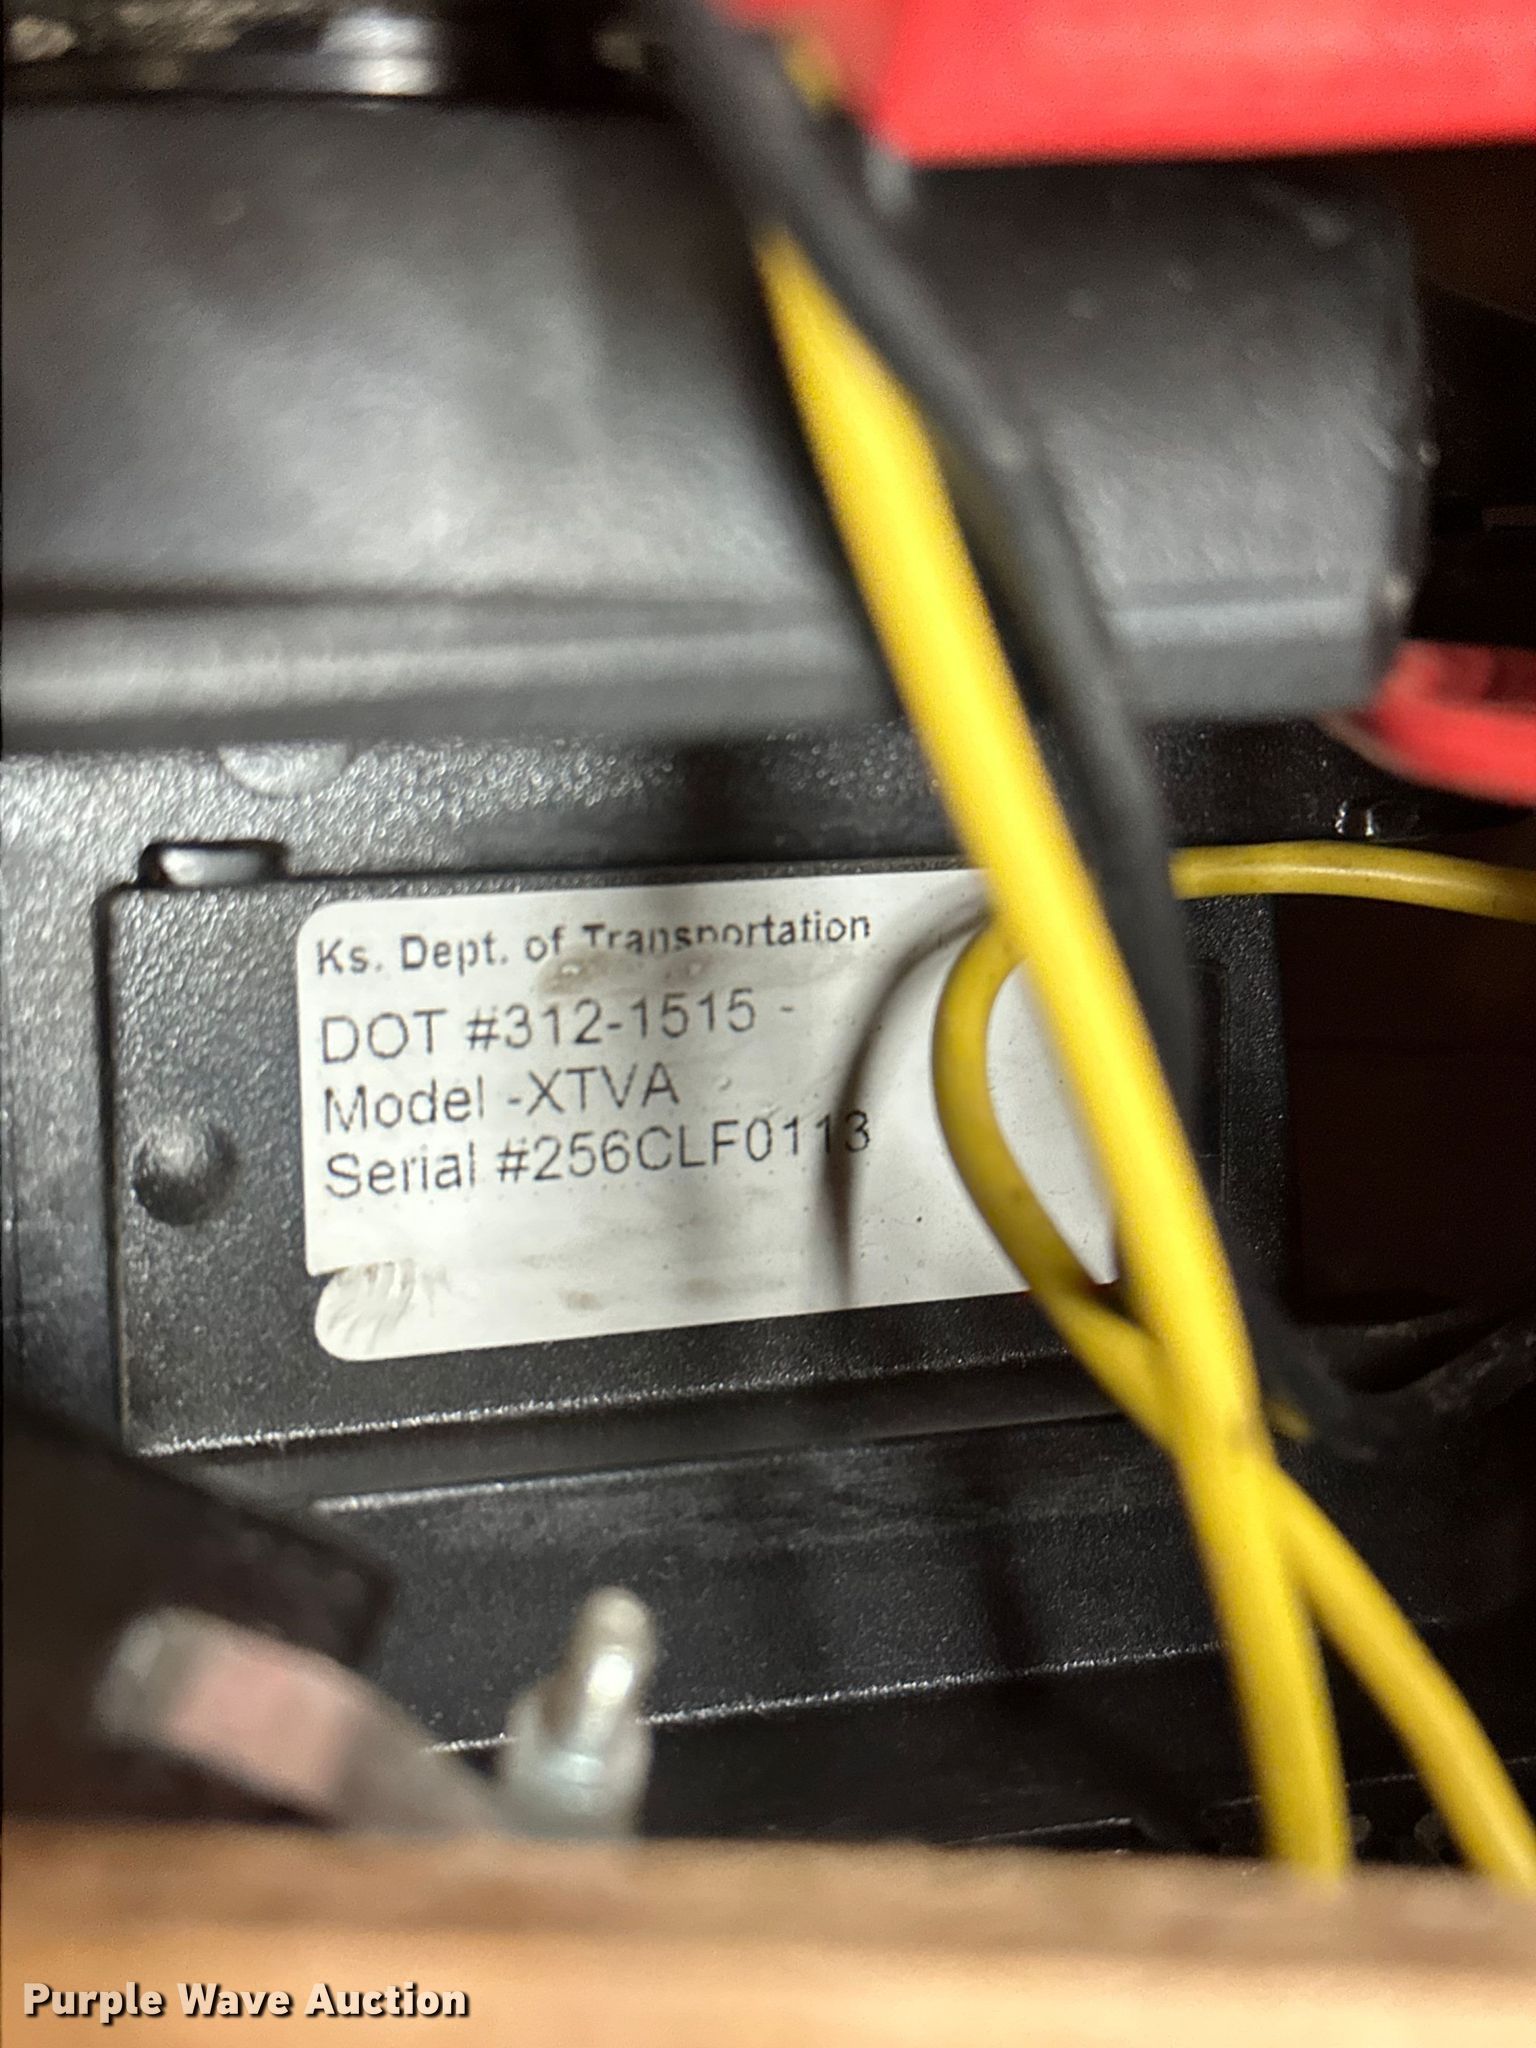 Ks. Dept. of Transportation
DOT #312-1515 -
Model -XTVA
Serial #256CLF0113
Purple Wave Auction